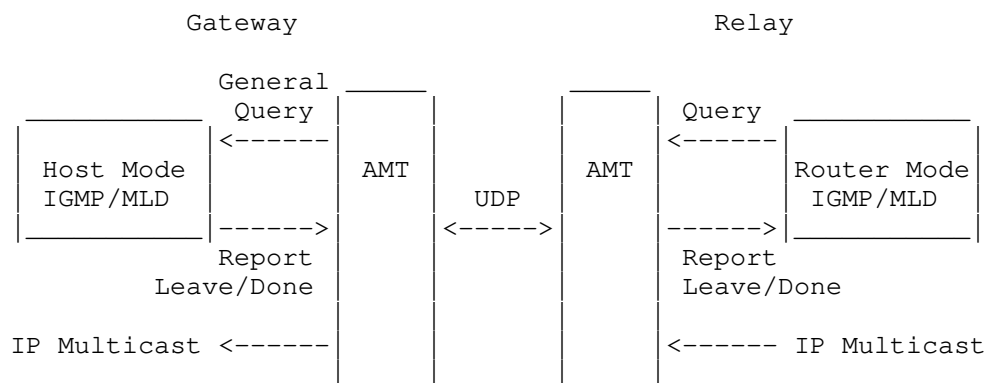 Gateway Relay
General
Query Query
<------ <------
Host Mode AMT AMT Router Mode
IGMP/MLD UDP IGMP/MLD
------> <-----> ------>
Report Report
Leave/Done Leave/Done
IP Multicast <------ <------ IP Multicast